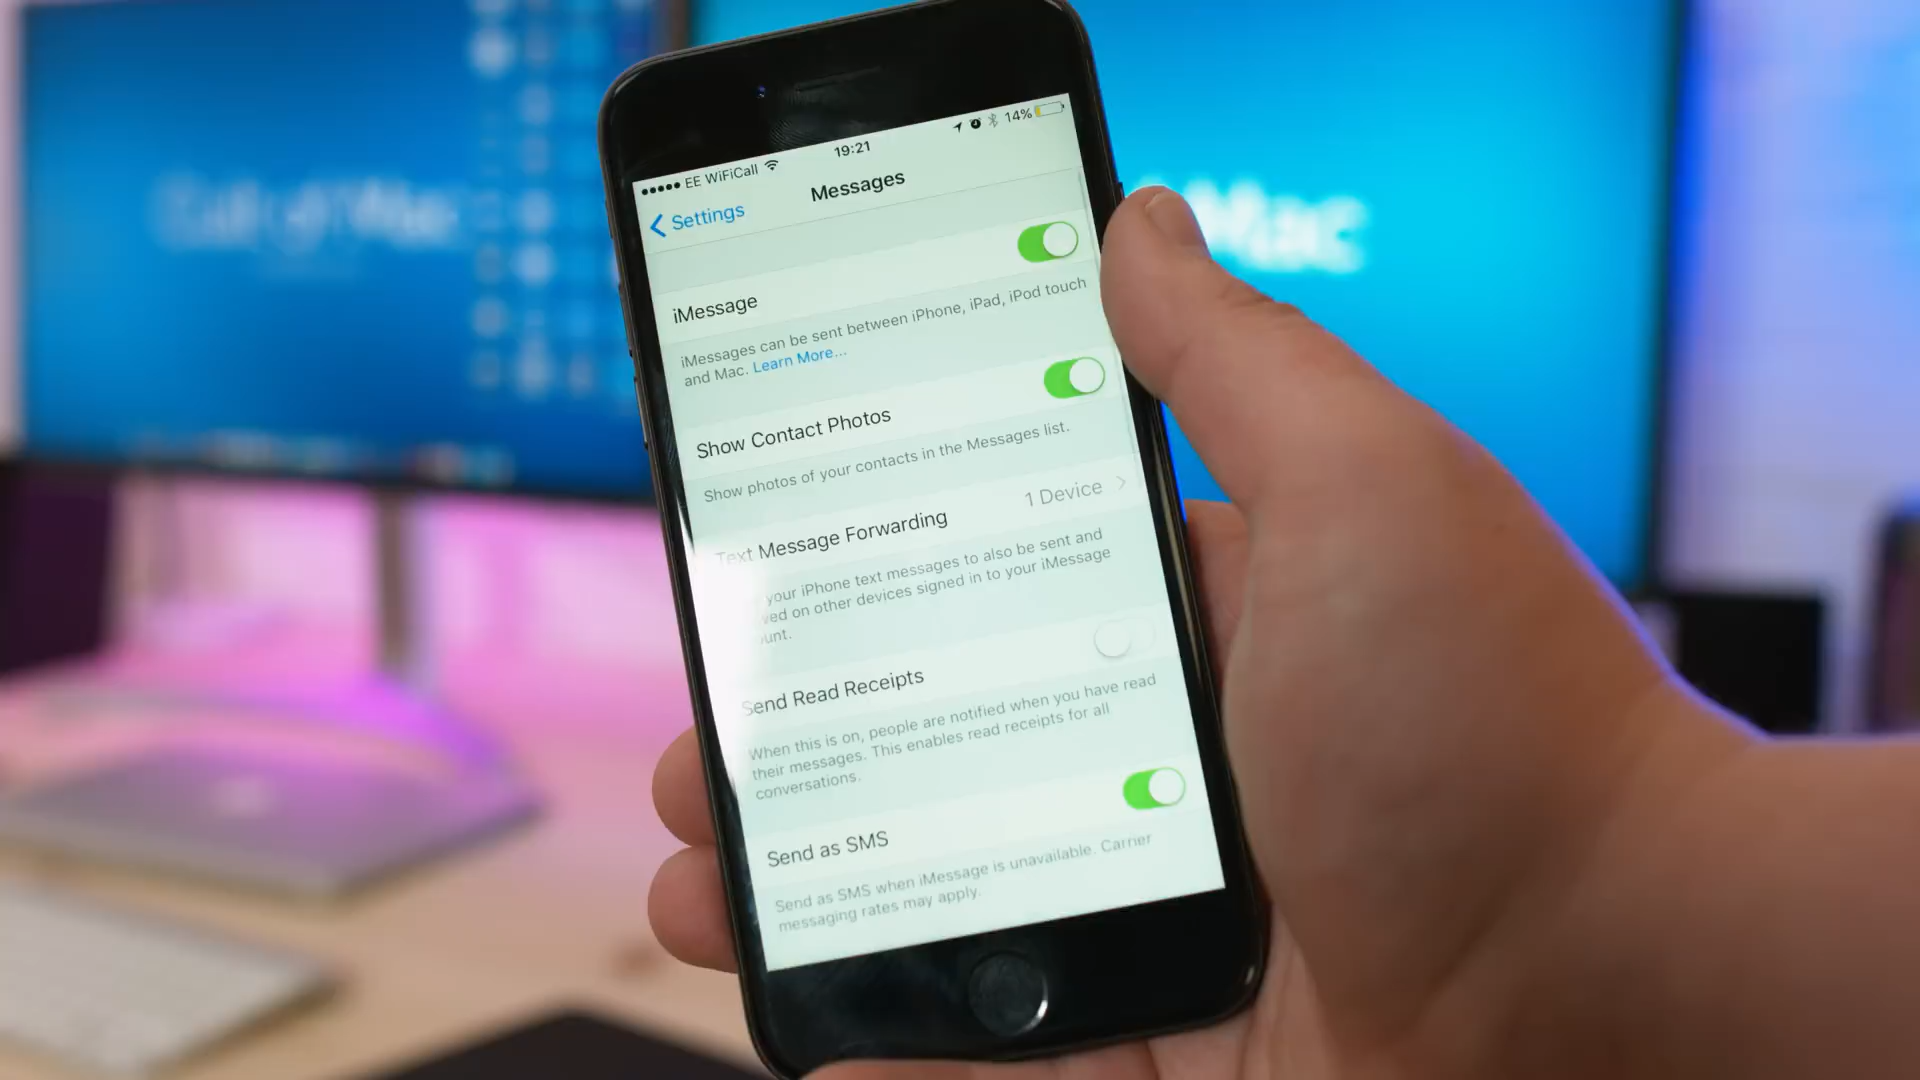 EE WiFiCall
19:21
14%
Settings
Messages
iMessage
iMessages can be sent between iPhone, iPad, iPod touch
and Mac. Learn More...
Show Contact Photos
Show photos of your contacts in the Messages list.
Text Message Forwarding
1 Device
your iPhone text messages to also be sent and
ved on other devices signed in to your iMessage
unt.
Send Read Receipts
When this is on, people are notified when you have read
their messages. This enables read receipts for all
conversations.
Send as SMS
Send as SMS when iMessage is unavailable. Carrier
messaging rates may apply.
Cult of Mac
Mac